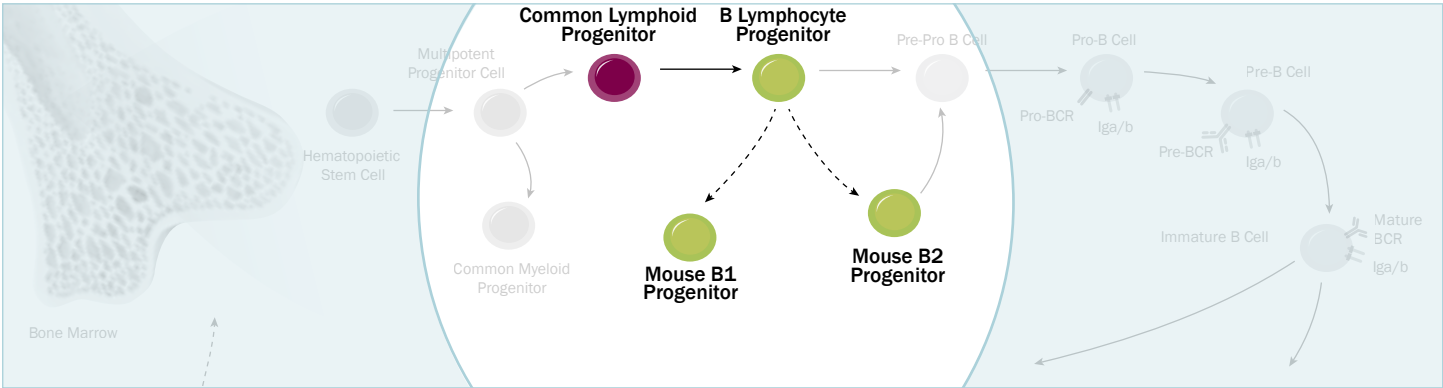 Common Lymphoid
Progenitor
B Lymphocyte
Progenitor
Multipotent
Progenitor Cell
Pre-Pro B Cell
Pro-B Cell
Pre-B Cell
Pro-BCR
Iga/b
Pre-BCR
Iga/b
Hematopoietic
Stem Cell
Common Myeloid
Progenitor
Mouse B1
Progenitor
Mouse B2
Progenitor
Immature B Cell
Mature
BCR
Iga/b
Bone Marrow